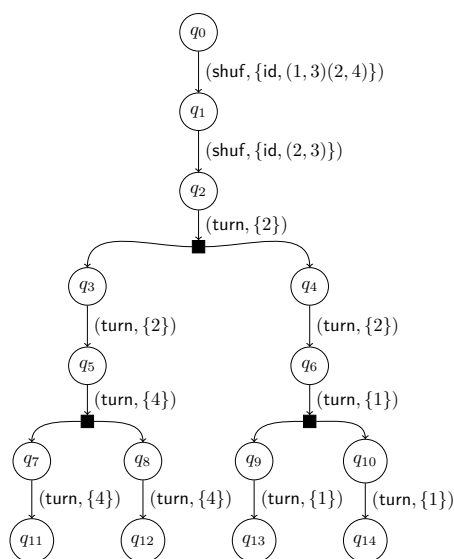 q0
(shuf, {id, (1, 3)(2, 4)})
q1
(shuf, {id, (2, 3)})
q2
(turn, {2})
q3 q4
(turn, {2}) (turn, {2})
q5 q6
(turn, {4}) (turn, {1})
q7 q8 q9 q10
(turn, {4}) (turn, {4}) (turn, {1}) (turn, {1})
q11 q12 q13 q14